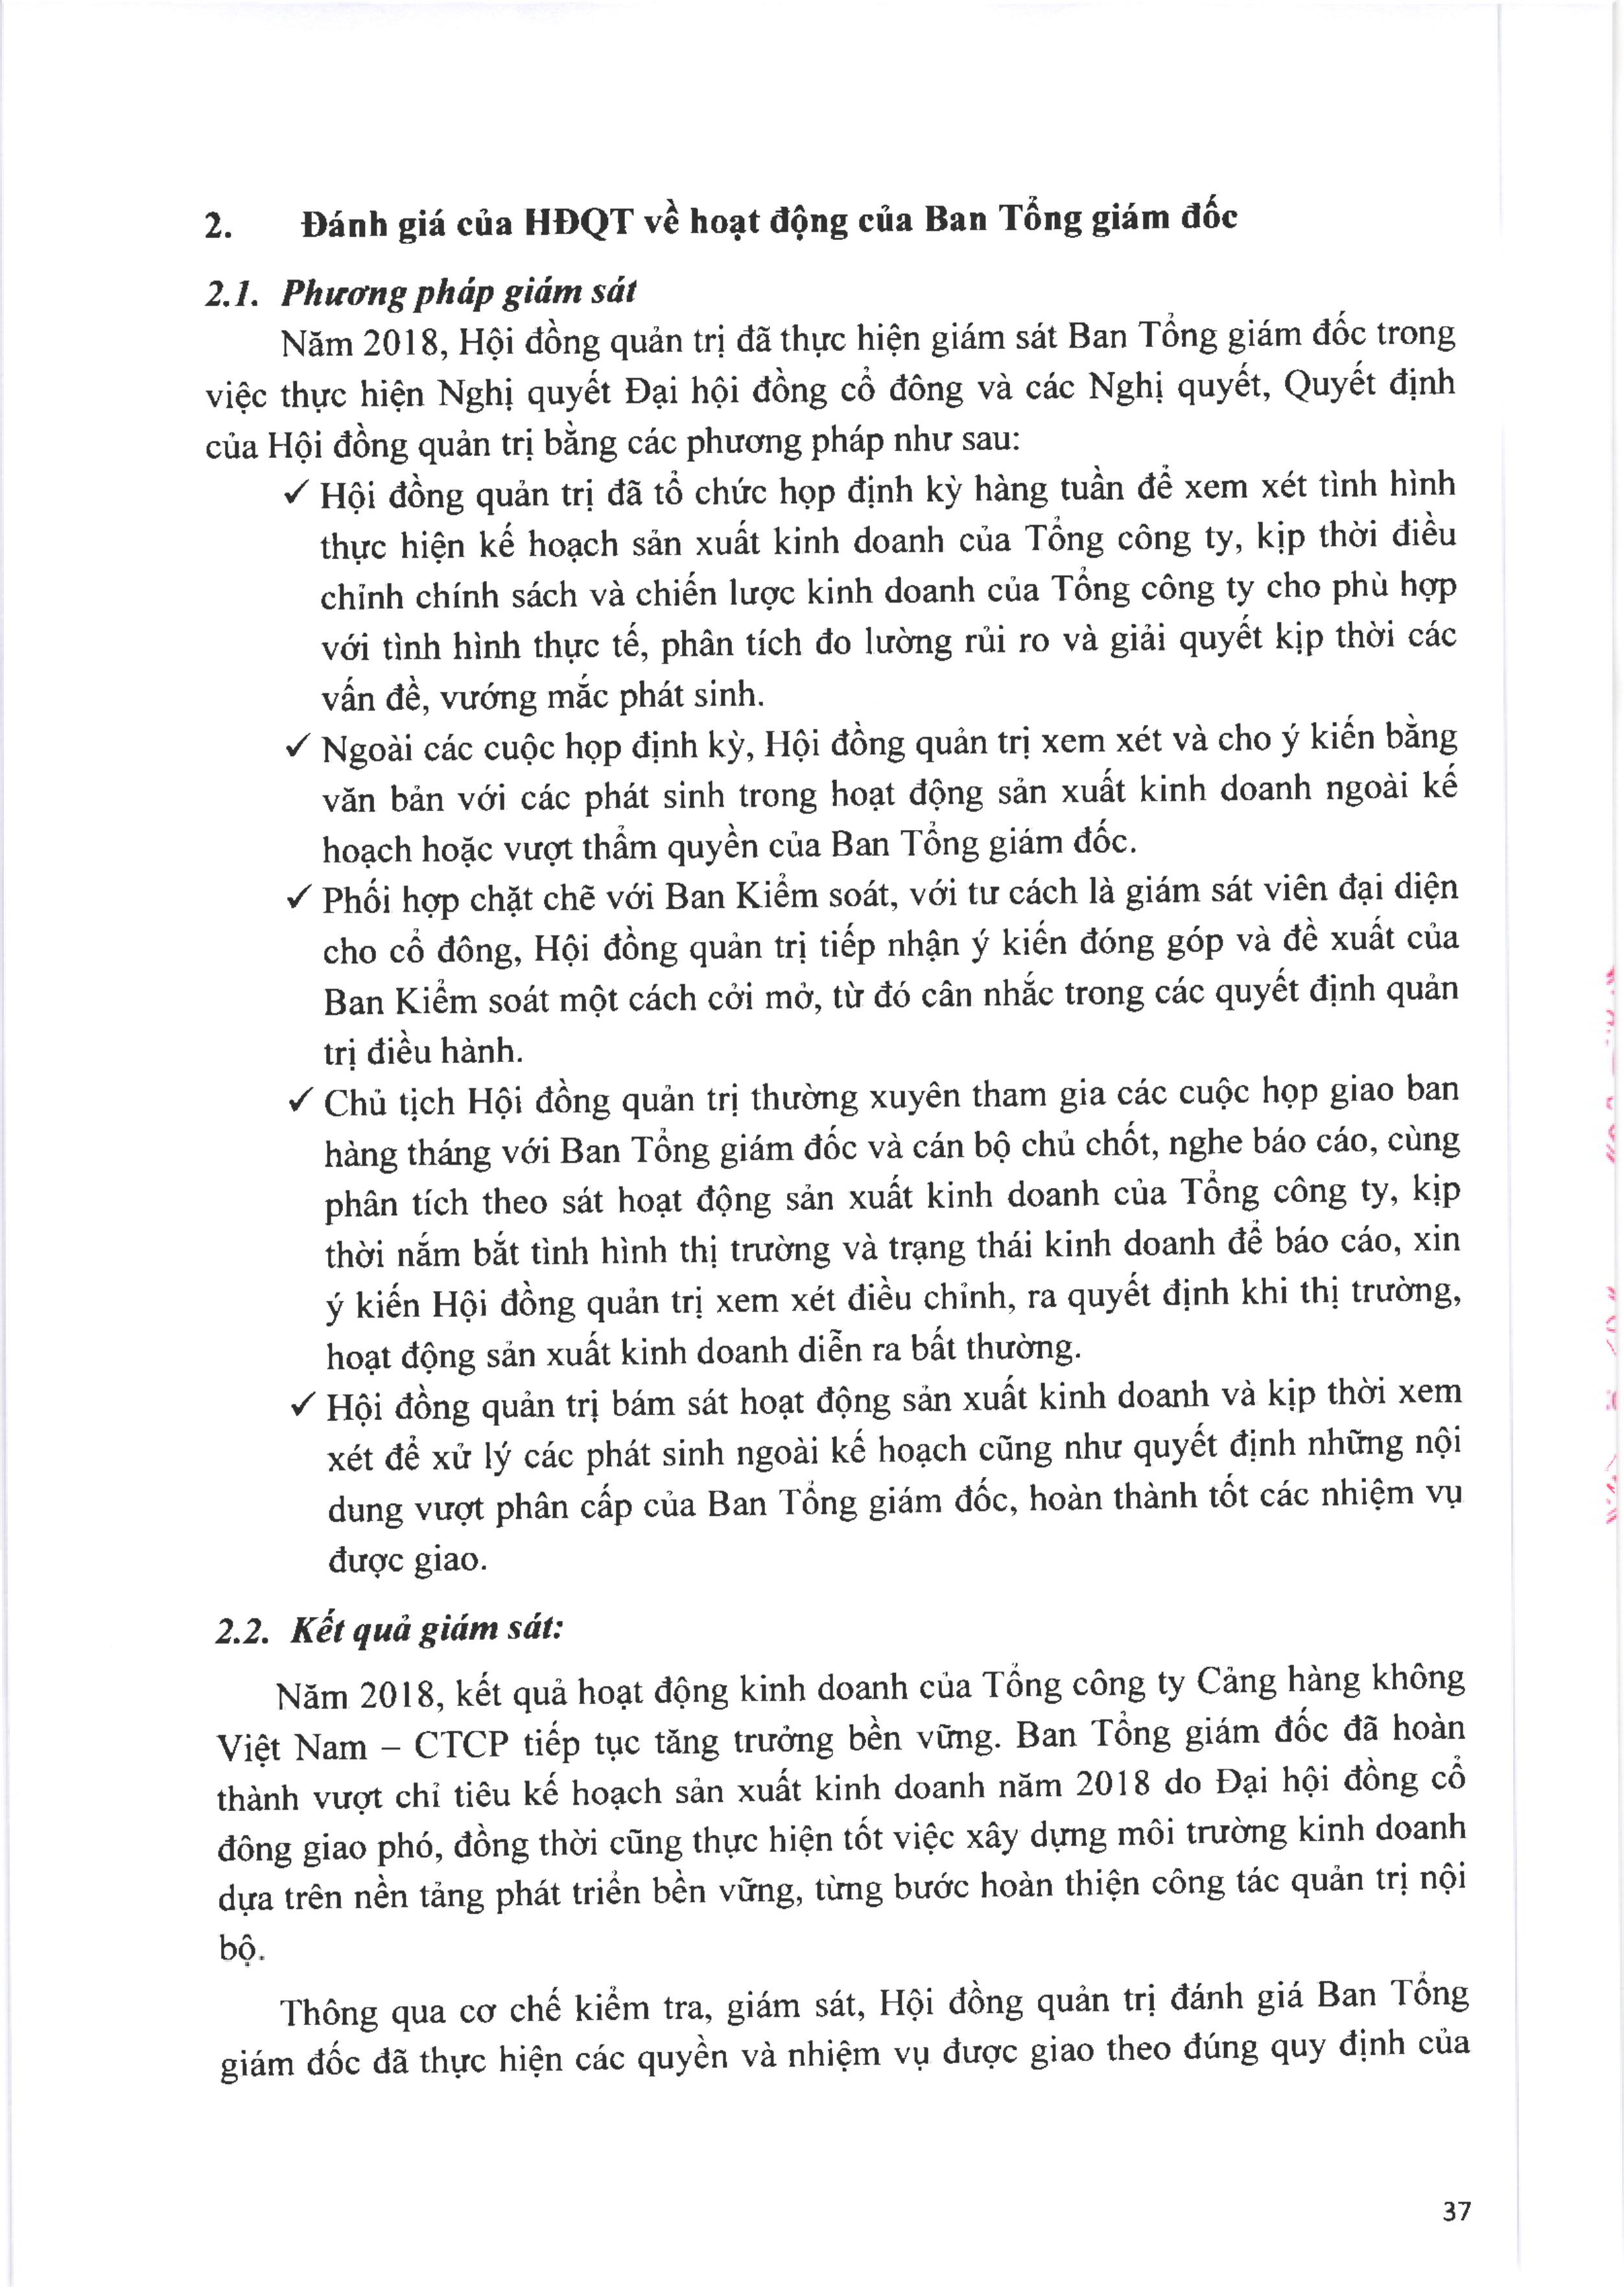 2. Đánh giá của HĐQT về hoạt động của Ban Tổng giám đốc
2.1. Phương pháp giám sát
Năm 2018, Hội đồng quản trị đã thực hiện giám sát Ban Tổng giám đốc trong
việc thực hiện Nghị quyết Đại hội đồng cổ đông và các Nghị quyết, Quyết định
của Hội đồng quản trị bằng các phương pháp như sau:
✓ Hội đồng quản trị đã tổ chức họp định kỳ hàng tuần để xem xét tình hình
thực hiện kế hoạch sản xuất kinh doanh của Tổng công ty, kịp thời điều
chỉnh chính sách và chiến lược kinh doanh của Tổng công ty cho phù hợp
với tình hình thực tế, phân tích đo lường rủi ro và giải quyết kịp thời các
vấn đề, vướng mắc phát sinh.
✓ Ngoài các cuộc họp định kỳ, Hội đồng quản trị xem xét và cho ý kiến bằng
văn bản với các phát sinh trong hoạt động sản xuất kinh doanh ngoài kế
hoạch hoặc vượt thẩm quyền của Ban Tổng giám đốc.
✓ Phối hợp chặt chẽ với Ban Kiểm soát, với tư cách là giám sát viên đại diện
cho cổ đông, Hội đồng quản trị tiếp nhận ý kiến đóng góp và đề xuất của
Ban Kiểm soát một cách cởi mở, từ đó cân nhắc trong các quyết định quản
trị điều hành.
✓ Chủ tịch Hội đồng quản trị thường xuyên tham gia các cuộc họp giao ban
hàng tháng với Ban Tổng giám đốc và cán bộ chủ chốt, nghe báo cáo, cùng
phân tích theo sát hoạt động sản xuất kinh doanh của Tổng công ty, kịp
thời nắm bắt tình hình thị trường và trạng thái kinh doanh để báo cáo, xin
ý kiến Hội đồng quản trị xem xét điều chỉnh, ra quyết định khi thị trường,
hoạt động sản xuất kinh doanh diễn ra bất thường.
✓ Hội đồng quản trị bám sát hoạt động sản xuất kinh doanh và kịp thời xem
xét để xử lý các phát sinh ngoài kế hoạch cũng như quyết định những nội
dung vượt phân cấp của Ban Tổng giám đốc, hoàn thành tốt các nhiệm vụ
được giao.
2.2. Kết quả giám sát:
Năm 2018, kết quả hoạt động kinh doanh của Tổng công ty Cảng hàng không
Việt Nam – CTCP tiếp tục tăng trưởng bền vững. Ban Tổng giám đốc đã hoàn
thành vượt chỉ tiêu kế hoạch sản xuất kinh doanh năm 2018 do Đại hội đồng cổ
đông giao phó, đồng thời cũng thực hiện tốt việc xây dựng môi trường kinh doanh
dựa trên nền tảng phát triển bền vững, từng bước hoàn thiện công tác quản trị nội
bộ.
Thông qua cơ chế kiểm tra, giám sát, Hội đồng quản trị đánh giá Ban Tổng
giám đốc đã thực hiện các quyền và nhiệm vụ được giao theo đúng quy định của
37